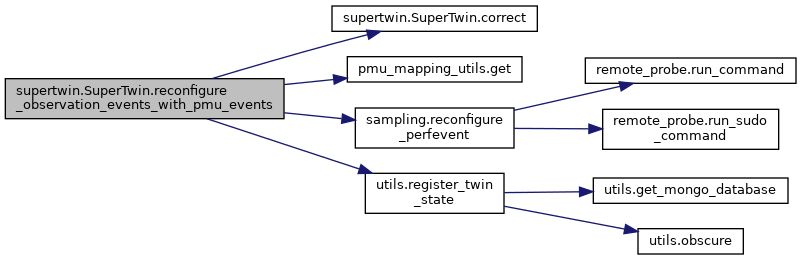 supertwin.SuperTwin.reconfigure
_observation_events_with_pmu_events
supertwin.SuperTwin.correct
pmu_mapping_utils.get
sampling.reconfigure
_perfevent
remote_probe.run_command
remote_probe.run_sudo
_command
utils.register_twin
_state
utils.get_mongo_database
utils.obscure